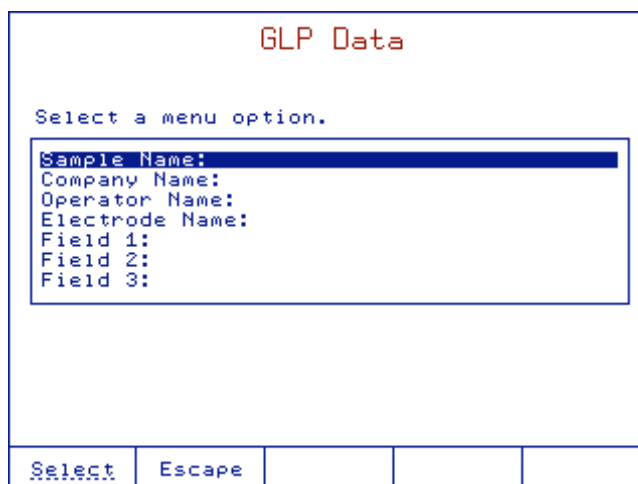 GLP Data
Select a menu option.
Sample Name:
Company Name:
Operator Name:
Electrode Name:
Field 1:
Field 2:
Field 3:
Select Escape